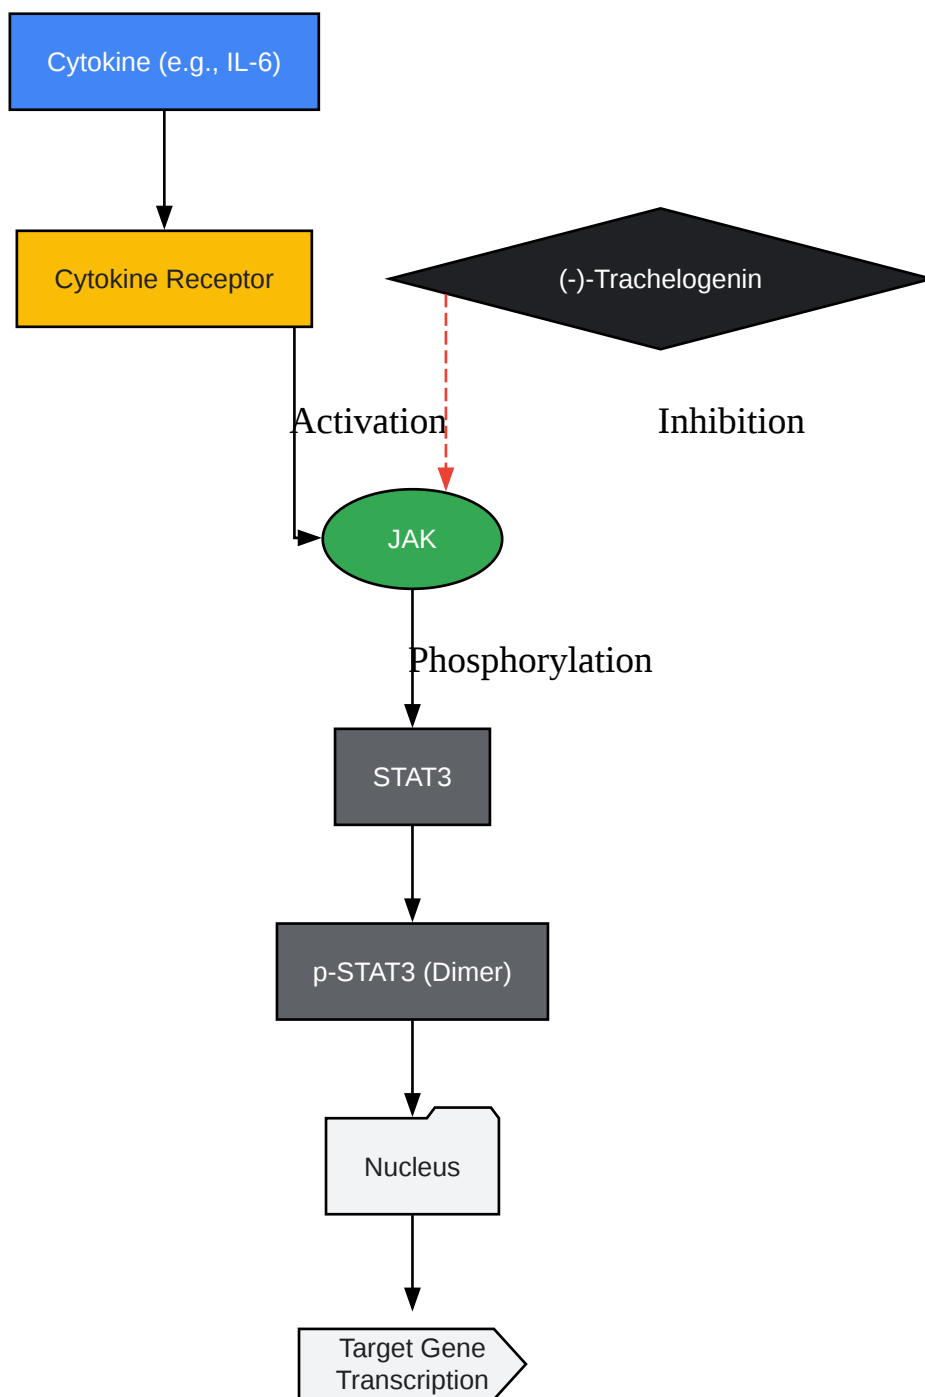 Cytokine (e.g., IL-6)
Cytokine Receptor
(-)-Trachelogenin
Activation
Inhibition
JAK
Phosphorylation
STAT3
p-STAT3 (Dimer)
Nucleus
Target Gene
Transcription